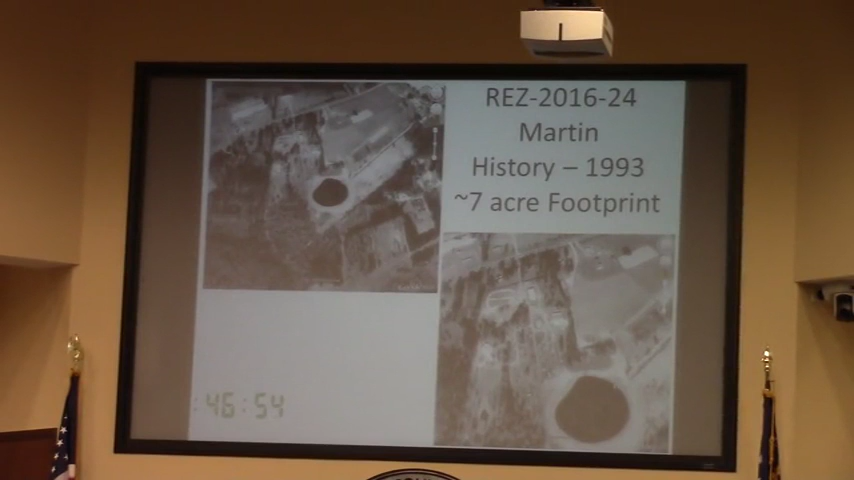 REZ-2016-24
Martin
History – 1993
~7 acre Footprint
:46:54